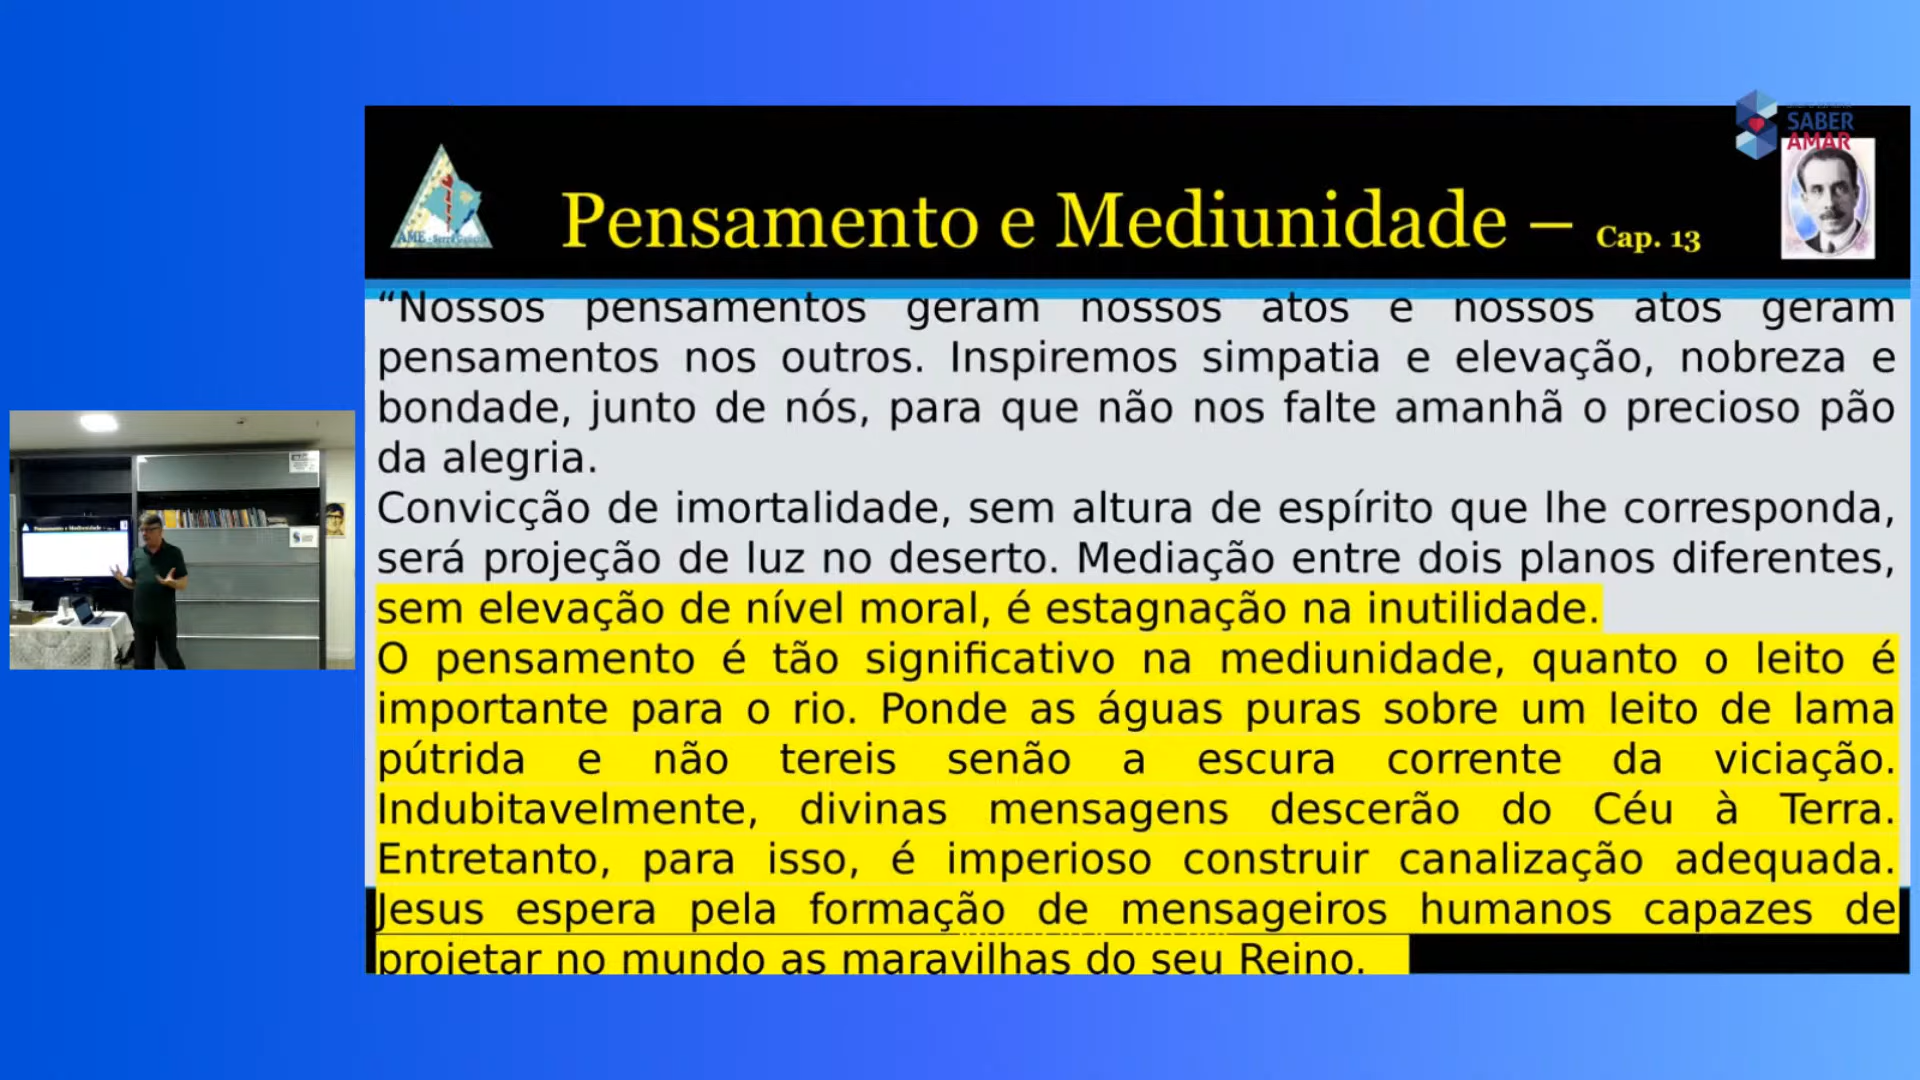 SABER
AMAR
AME - Serra Gaúcha
Pensamento e Mediunidade – Cap. 13
“Nossos pensamentos geram nossos atos e nossos atos geram
pensamentos nos outros. Inspiremos simpatia e elevação, nobreza e
bondade, junto de nós, para que não nos falte amanhã o precioso pão
da alegria.
Convicção de imortalidade, sem altura de espírito que lhe corresponda,
será projeção de luz no deserto. Mediação entre dois planos diferentes,
sem elevação de nível moral, é estagnação na inutilidade.
O pensamento é tão significativo na mediunidade, quanto o leito é
importante para o rio. Ponde as águas puras sobre um leito de lama
pútrida e não tereis senão a escura corrente da viciação.
Indubitavelmente, divinas mensagens descerão do Céu à Terra.
Entretanto, para isso, é imperioso construir canalização adequada.
Jesus espera pela formação de mensageiros humanos capazes de
projetar no mundo as maravilhas do seu Reino.
Pensamento e Mediunidade –